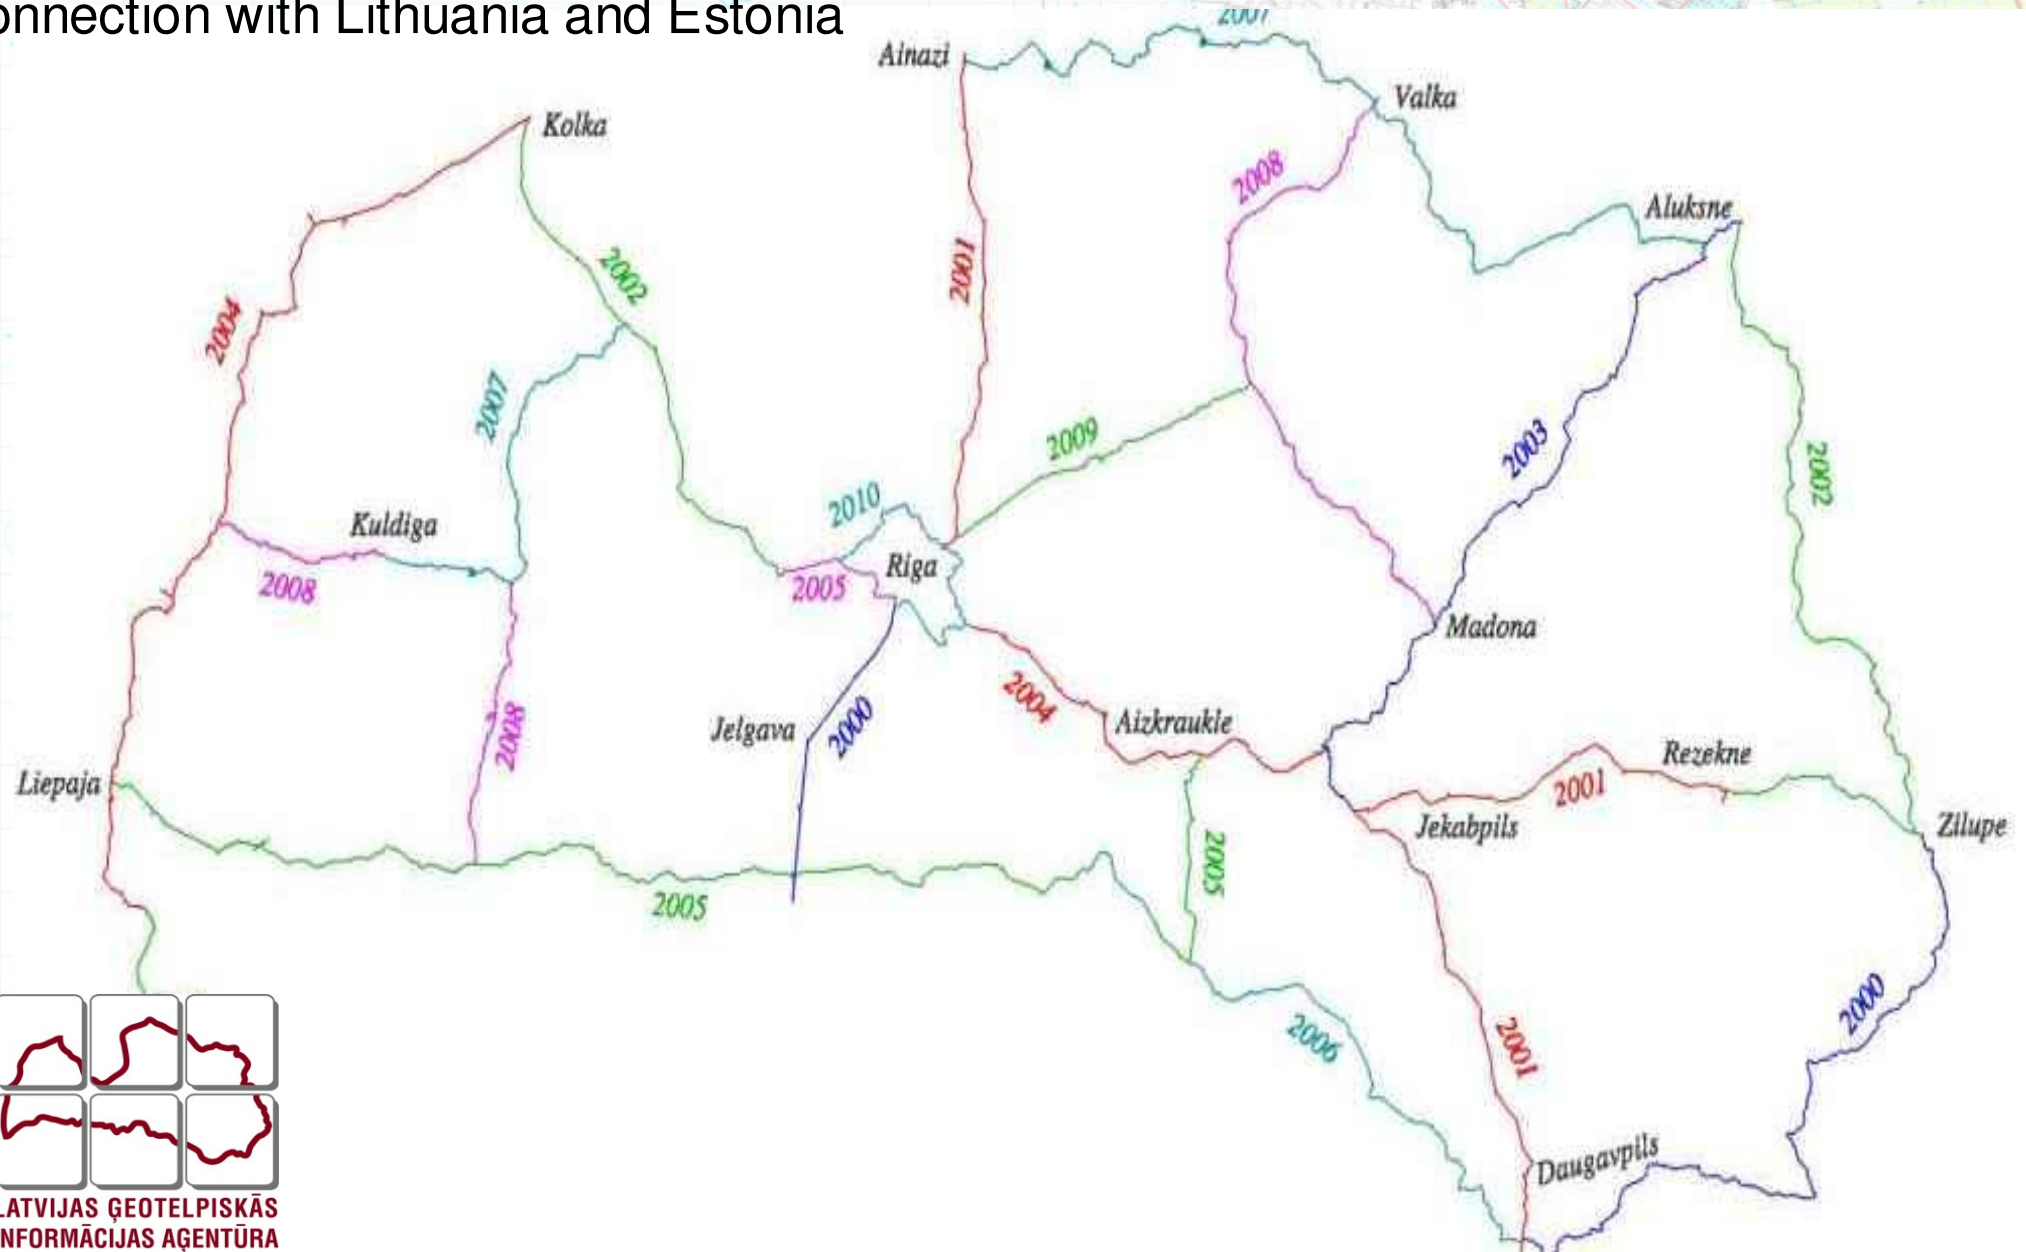 onnection with Lithuania and Estonia
2007
Ainazi
Valka
Kolka
2008
Aluksne
2002
2001
2004
2007
2009
2003
2002
2010
Kuldiga
Riga
2008
2005
Madona
2004
2008
Jelgava
2000
Aizkraukle
Rezekne
Liepaja
2001
Jekabpils
Zilupe
2005
2005
2000
2006
2001
Daugavpils
LATVIJAS ĢEOTELPISKĀS
NFORMĀCIJAS AĢENTŪRA